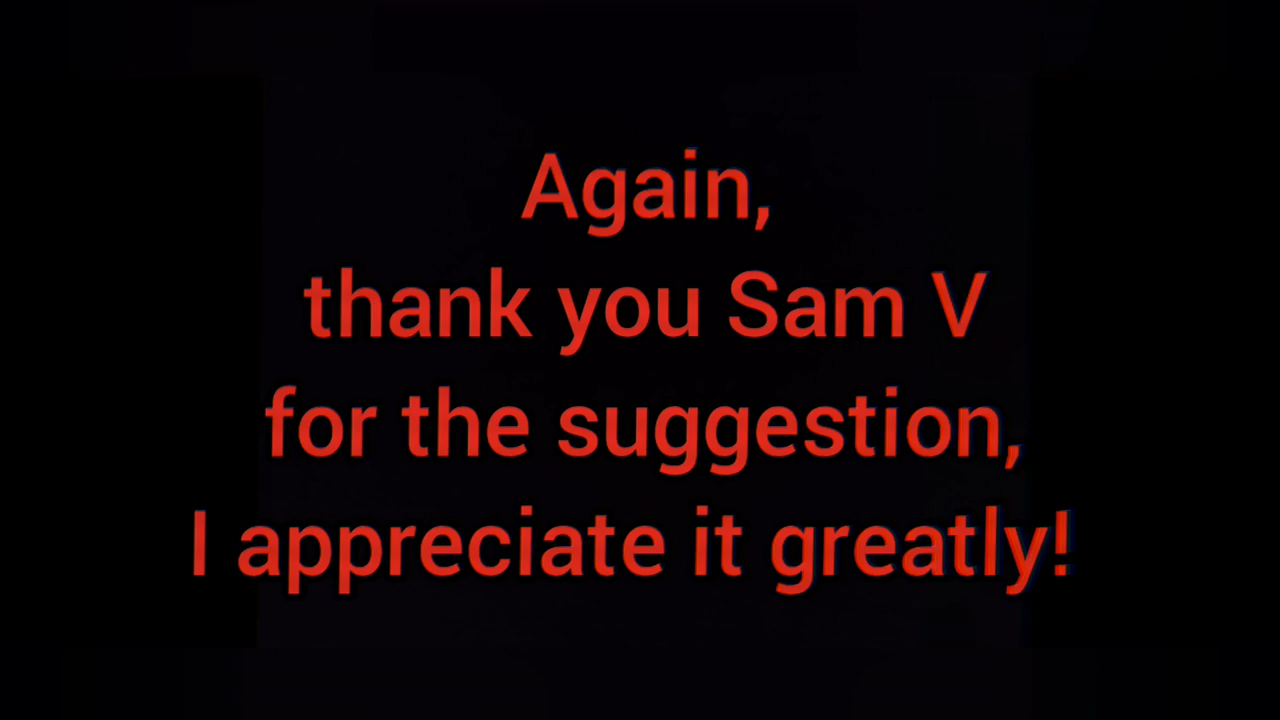 Again,
thank you Sam V
for the suggestion,
I appreciate it greatly!